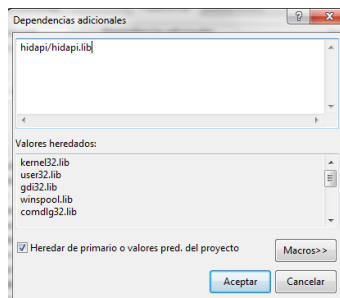 Dependencias adicionales
hidapi/hidapi.lib
Valores heredados:
kernel32.lib
user32.lib
gdi32.lib
winspool.lib
comdlg32.lib
Heredar de primario o valores pred. del proyecto
Macros>>
Aceptar
Cancelar